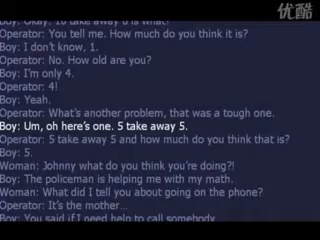 优酷
Boy: Okay. 16 take away 8 is what?
Operator: You tell me. How much do you think it is?
Boy: I don't know, 1.
Operator: No. How old are you?
Boy: I'm only 4.
Operator: 4!
Boy: Yeah.
Operator: What's another problem, that was a tough one.
Boy: Um, oh here's one. 5 take away 5.
Operator: 5 take away 5 and how much do you think that is?
Boy: 5.
Woman: Johnny what do you think you're doing?!
Boy: The policeman is helping me with my math.
Woman: What did I tell you about going on the phone?
Operator: It's the mother...
Boy: You said if I need help to call somebody.